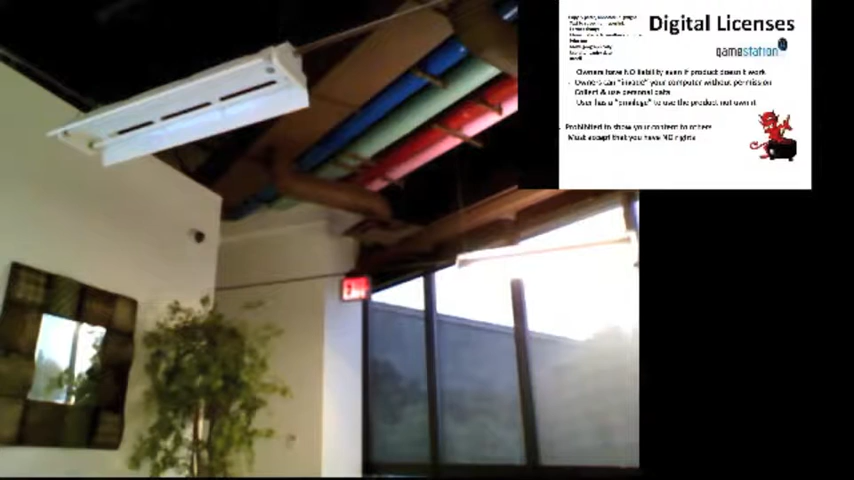 Digital Licenses
gamestation
Owners have NO liability even if product doesn't work
Owners can "invade" your computer without permission
Collect & use personal data
User has a "privilege" to use the product not own it
Prohibited to show your content to others
Must accept that you have NO rights
EXIT